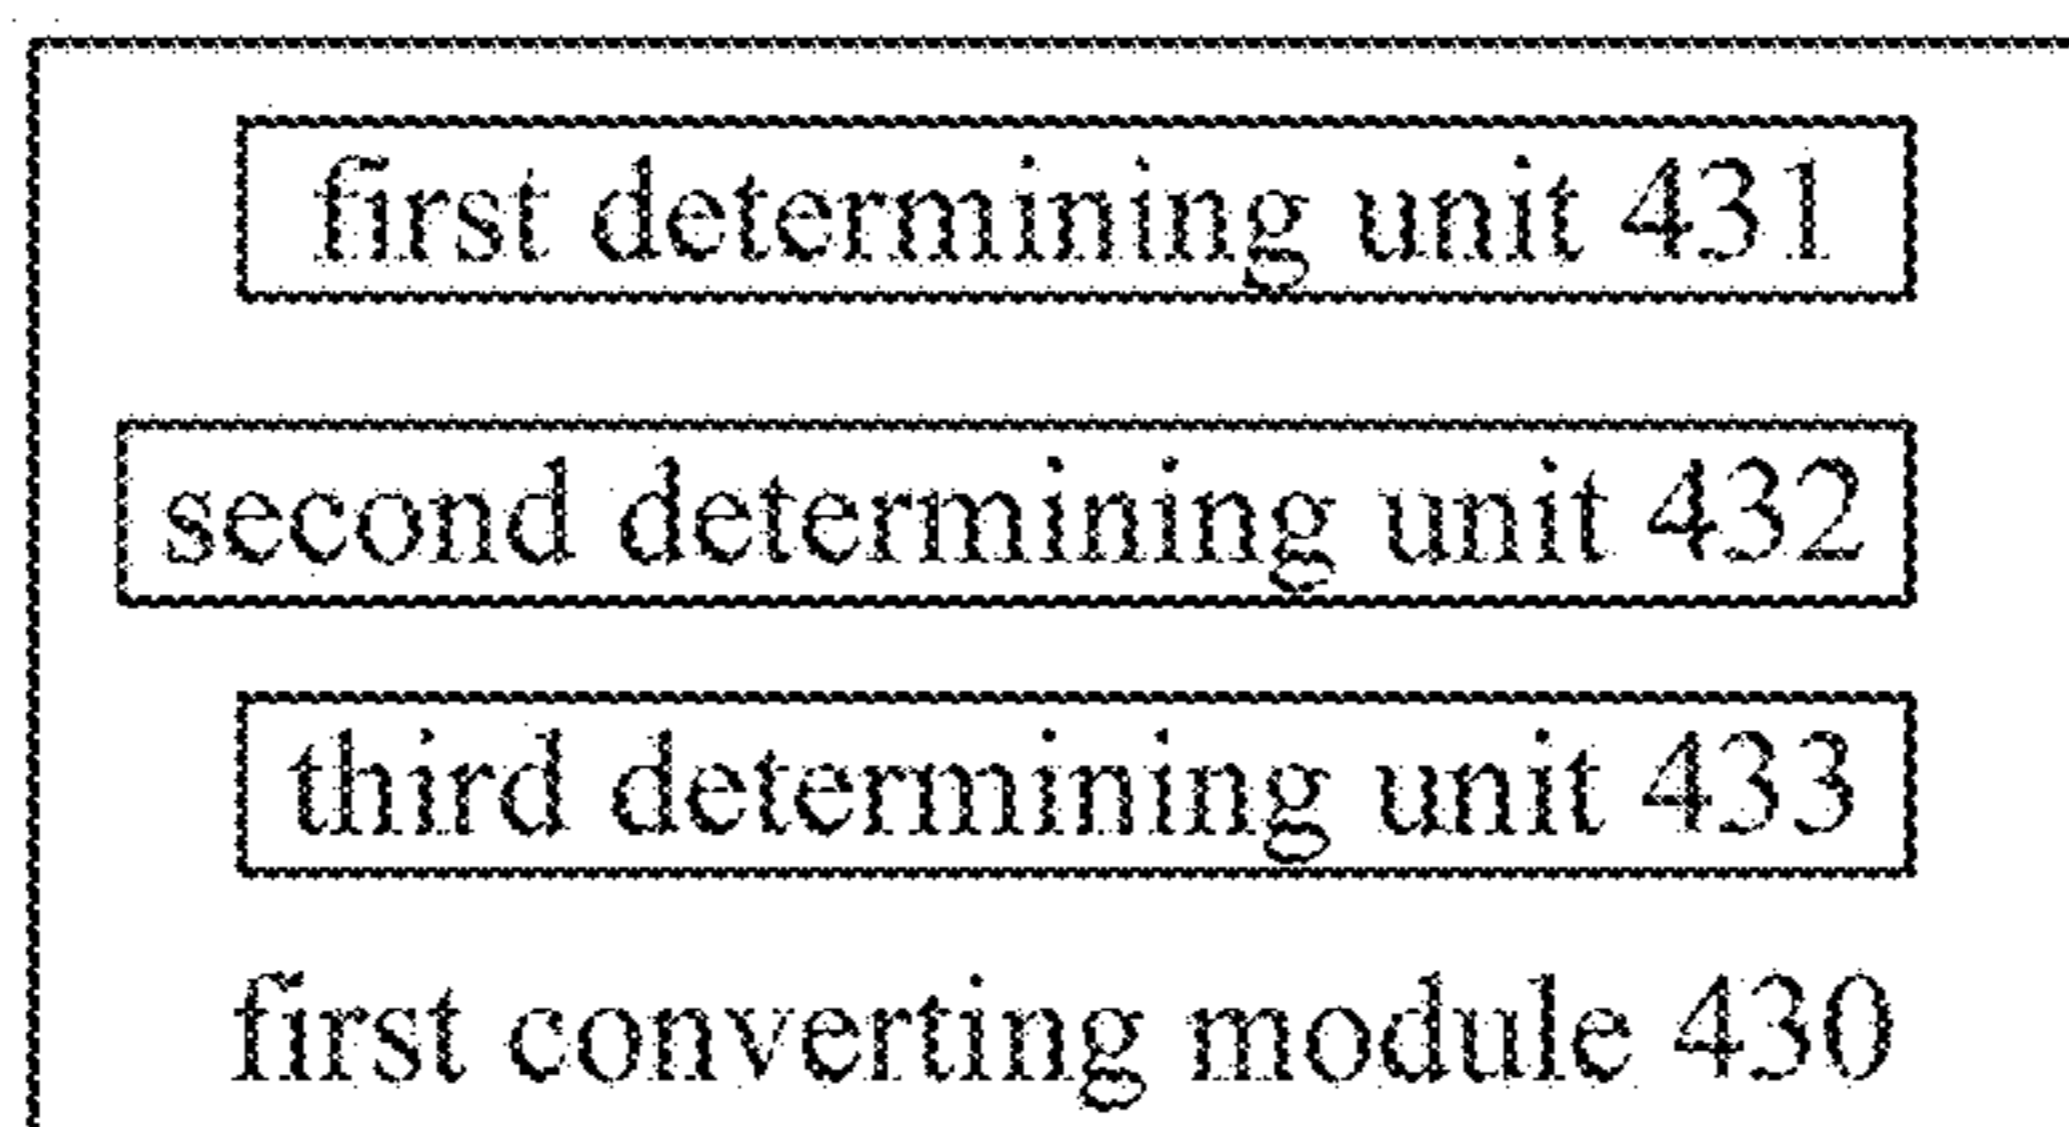 first determining unit 431
second determining unit 432
third determining unit 433
first converting module 430